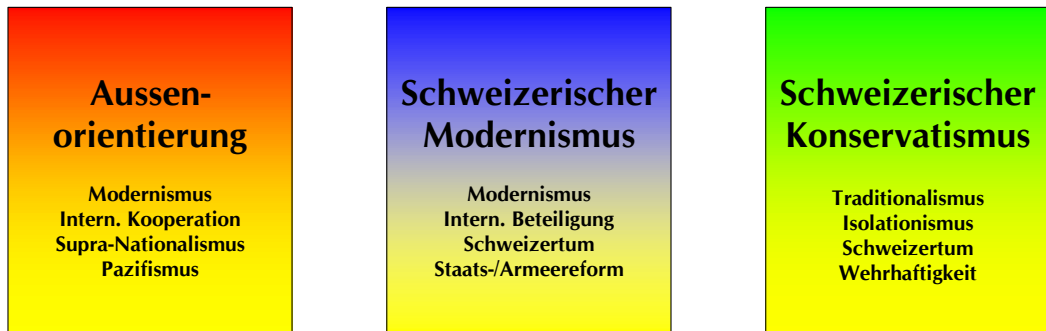 Aussen-
orientierung
Modernismus
Intern. Kooperation
Supra-Nationalismus
Pazifismus
Schweizerischer
Modernismus
Modernismus
Intern. Beteiligung
Schweizertum
Staats-/Armeereform
Schweizerischer
Konservatismus
Traditionalismus
Isolationismus
Schweizertum
Wehrhaftigkeit